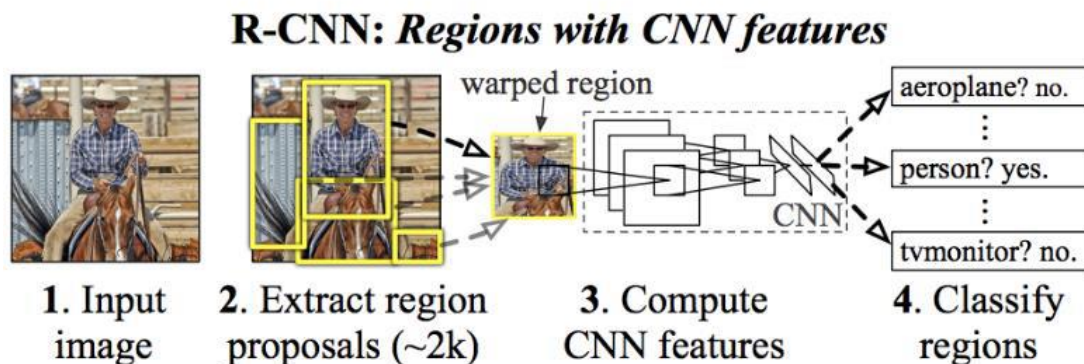 R-CNN: Regions with CNN features
warped region
aeroplane? no.
person? yes.
tvmonitor? no.
CNN
1. Input
image
2. Extract region
proposals (~2k)
3. Compute
CNN features
4. Classify
regions